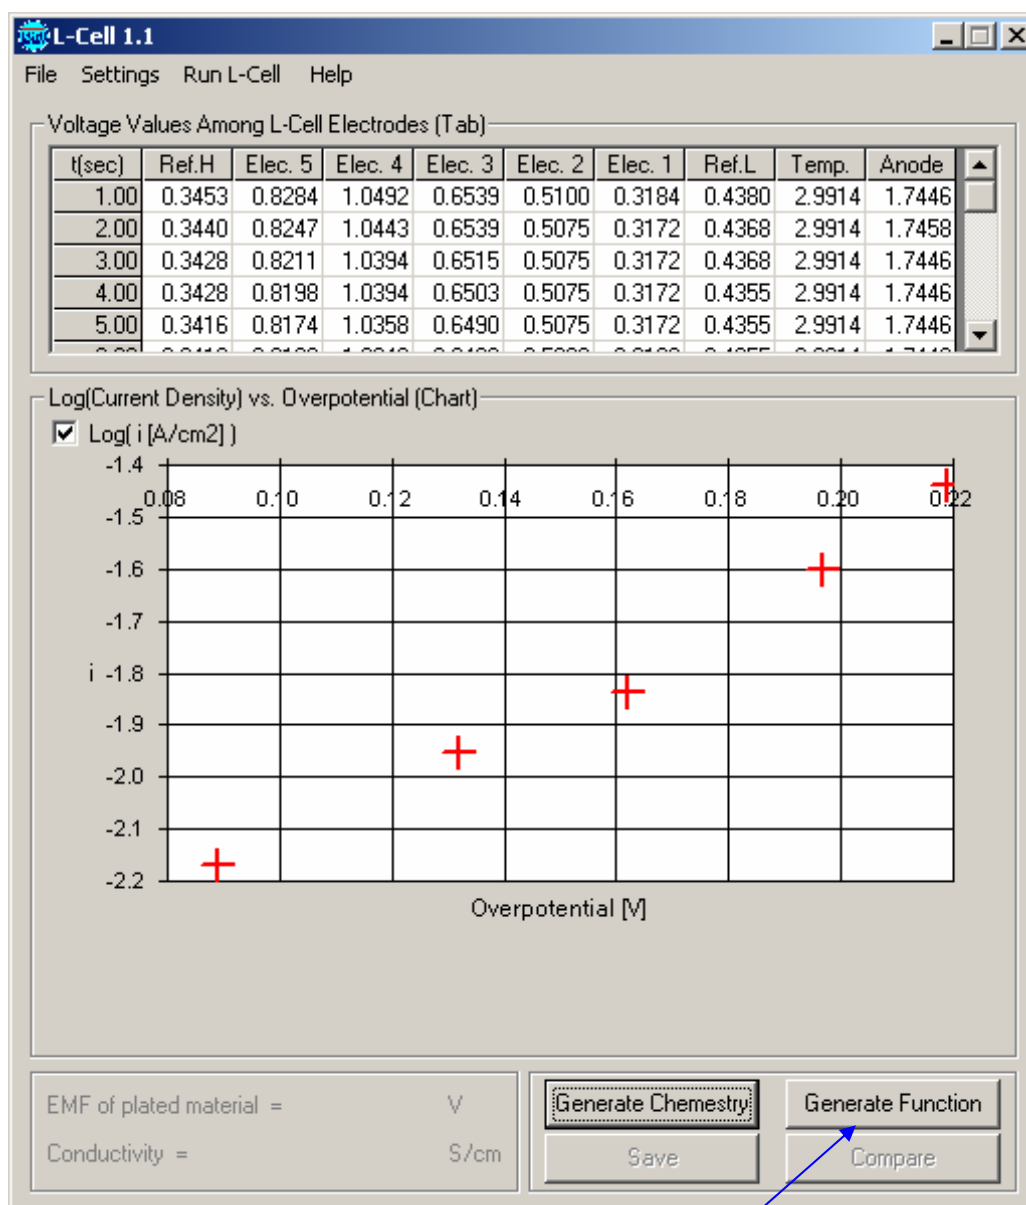 L-Cell 1.1
File Settings Run L-Cell Help
Voltage Values Among L-Cell Electrodes (Tab)
t(sec) Ref.H Elec. 5 Elec. 4 Elec. 3 Elec. 2 Elec. 1 Ref.L Temp. Anode
1.00 0.3453 0.8284 1.0492 0.6539 0.5100 0.3184 0.4380 2.9914 1.7446
2.00 0.3440 0.8247 1.0443 0.6539 0.5075 0.3172 0.4368 2.9914 1.7458
3.00 0.3428 0.8211 1.0394 0.6515 0.5075 0.3172 0.4368 2.9914 1.7446
4.00 0.3428 0.8198 1.0394 0.6503 0.5075 0.3172 0.4355 2.9914 1.7446
5.00 0.3416 0.8174 1.0358 0.6490 0.5075 0.3172 0.4355 2.9914 1.7446
Log(Current Density) vs. Overpotential (Chart)
Log( i [A/cm2] )
-1.4
0.08 0.10 0.12 0.14 0.16 0.18 0.20 0.22
-1.5
-1.6
-1.7
i -1.8
-1.9
-2.0
-2.1
-2.2
Overpotential [V]
EMF of plated material = V
Conductivity = S/cm
Generate Chemestry Generate Function
Save Compare